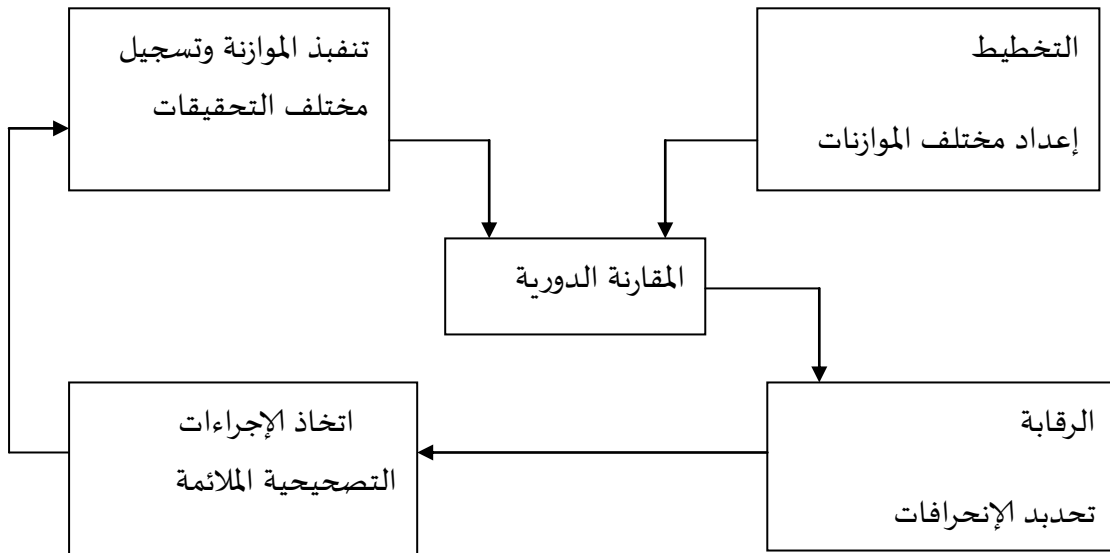 التخطيط
إعداد مختلف الموازنات
تنفبذ الموازنة وتسجيل
مختلف التحقيقات
المقارنة الدورية
الرقابة
تحدبد الإنحرافات
اتخاذ الإجراءات
التصحيحية الملائمة